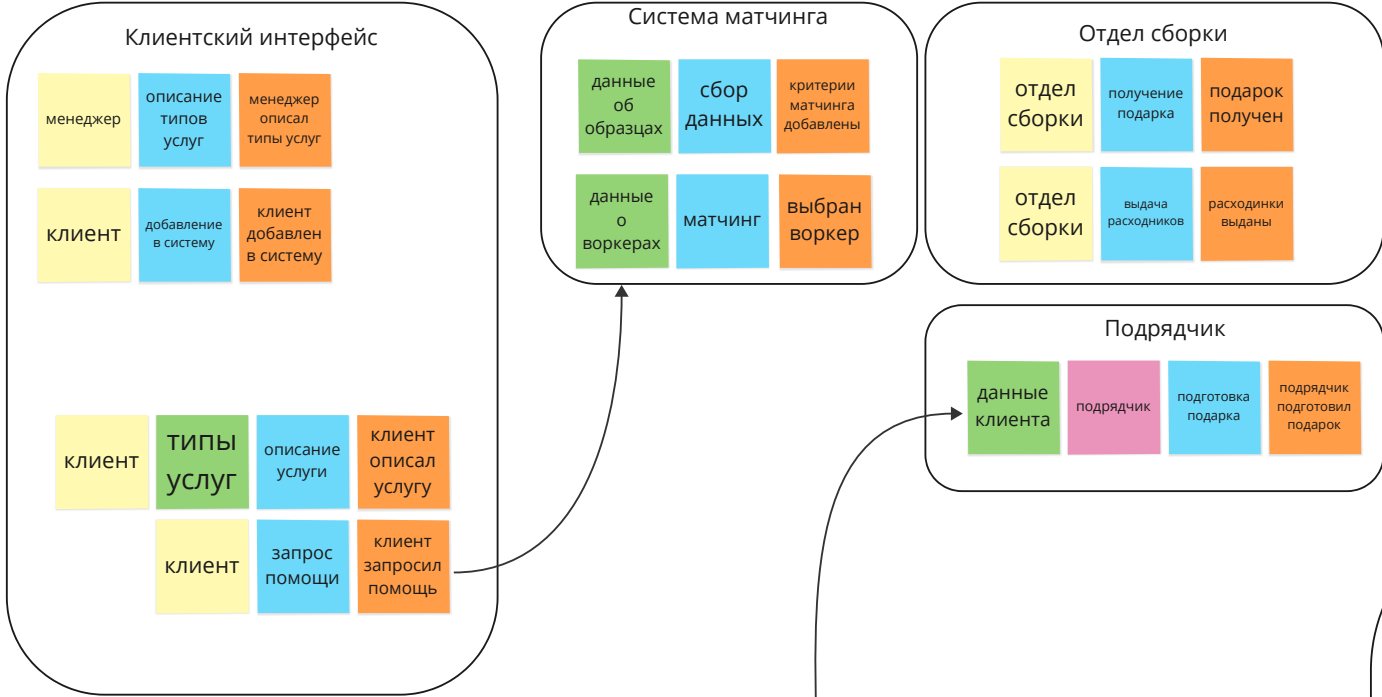 Клиентский интерфейс
менеджер
описание
типов
услуг
менеджер
описал
типы услуг
клиент
добавление
в систему
клиент
добавлен
в систему
клиент
типы
услуг
описание
услуги
клиент
описал
услугу
клиент
запрос
помощи
клиент
запросил
помощь
Система матчинга
данные
об
образцах
сбор
данных
критерии
матчинга
добавлены
данные
о
воркерах
матчинг
выбран
воркер
Отдел сборки
отдел
сборки
получение
подарка
подарок
получен
отдел
сборки
выдача
расходников
расходинки
выданы
Подрядчик
данные
клиента
подрядчик
подготовка
подарка
подрядчик
подготовил
подарок